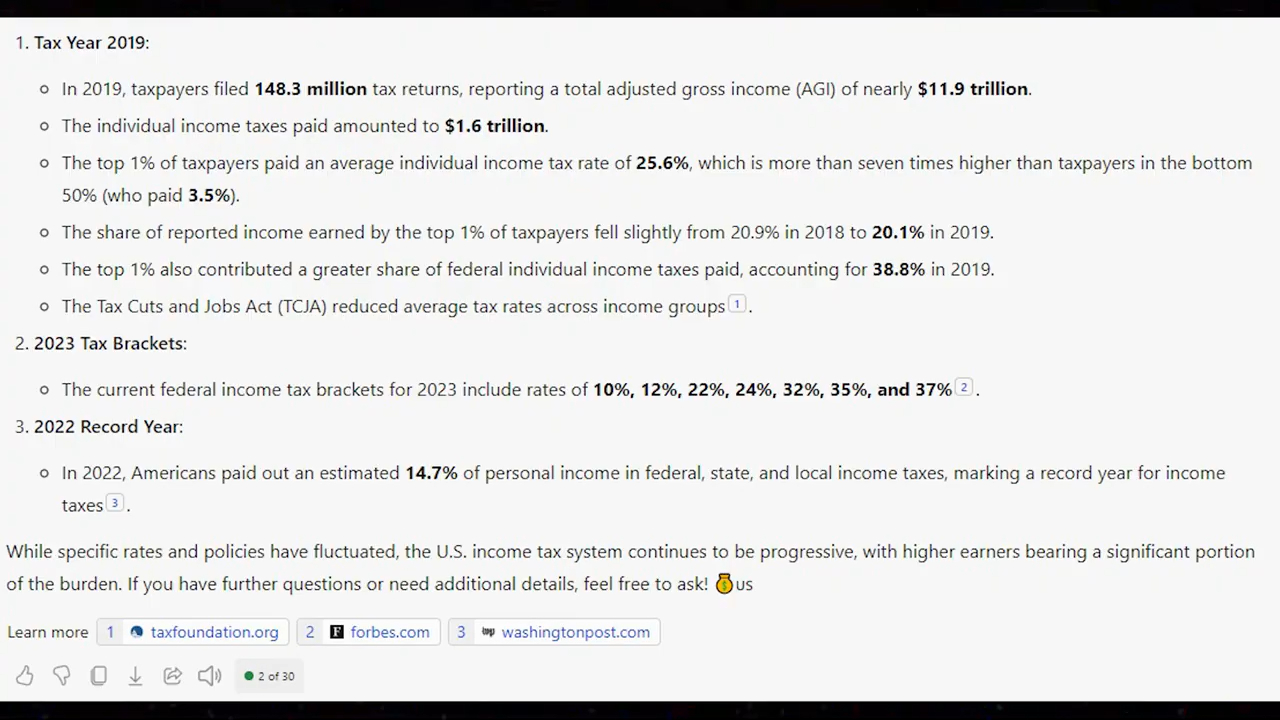 1. Tax Year 2019:
In 2019, taxpayers filed 148.3 million tax returns, reporting a total adjusted gross income (AGI) of nearly $11.9 trillion.
The individual income taxes paid amounted to $1.6 trillion.
The top 1% of taxpayers paid an average individual income tax rate of 25.6%, which is more than seven times higher than taxpayers in the bottom
50% (who paid 3.5%).
The share of reported income earned by the top 1% of taxpayers fell slightly from 20.9% in 2018 to 20.1% in 2019.
The top 1% also contributed a greater share of federal individual income taxes paid, accounting for 38.8% in 2019.
The Tax Cuts and Jobs Act (TCJA) reduced average tax rates across income groups 1 .
2. 2023 Tax Brackets:
The current federal income tax brackets for 2023 include rates of 10%, 12%, 22%, 24%, 32%, 35%, and 37% 2 .
3. 2022 Record Year:
In 2022, Americans paid out an estimated 14.7% of personal income in federal, state, and local income taxes, marking a record year for income
taxes 3 .
While specific rates and policies have fluctuated, the U.S. income tax system continues to be progressive, with higher earners bearing a significant portion
of the burden. If you have further questions or need additional details, feel free to ask! 💰us
Learn more 1 taxfoundation.org 2 forbes.com 3 washingtonpost.com
2 of 30